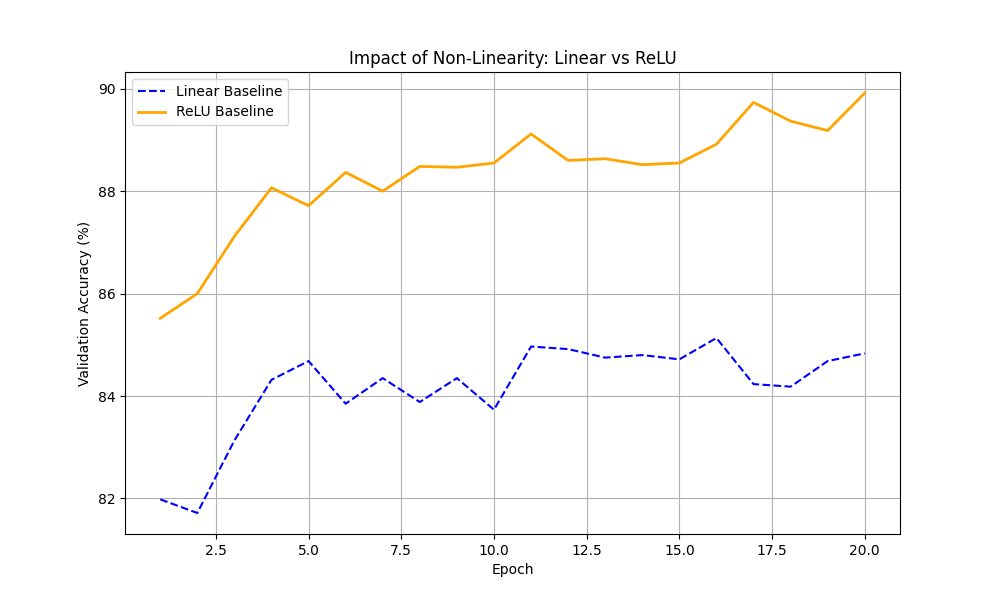 Impact of Non-Linearity: Linear vs ReLU
Linear Baseline
ReLU Baseline
Validation Accuracy (%)
90
88
86
84
82
2.5 5.0 7.5 10.0 12.5 15.0 17.5 20.0
Epoch